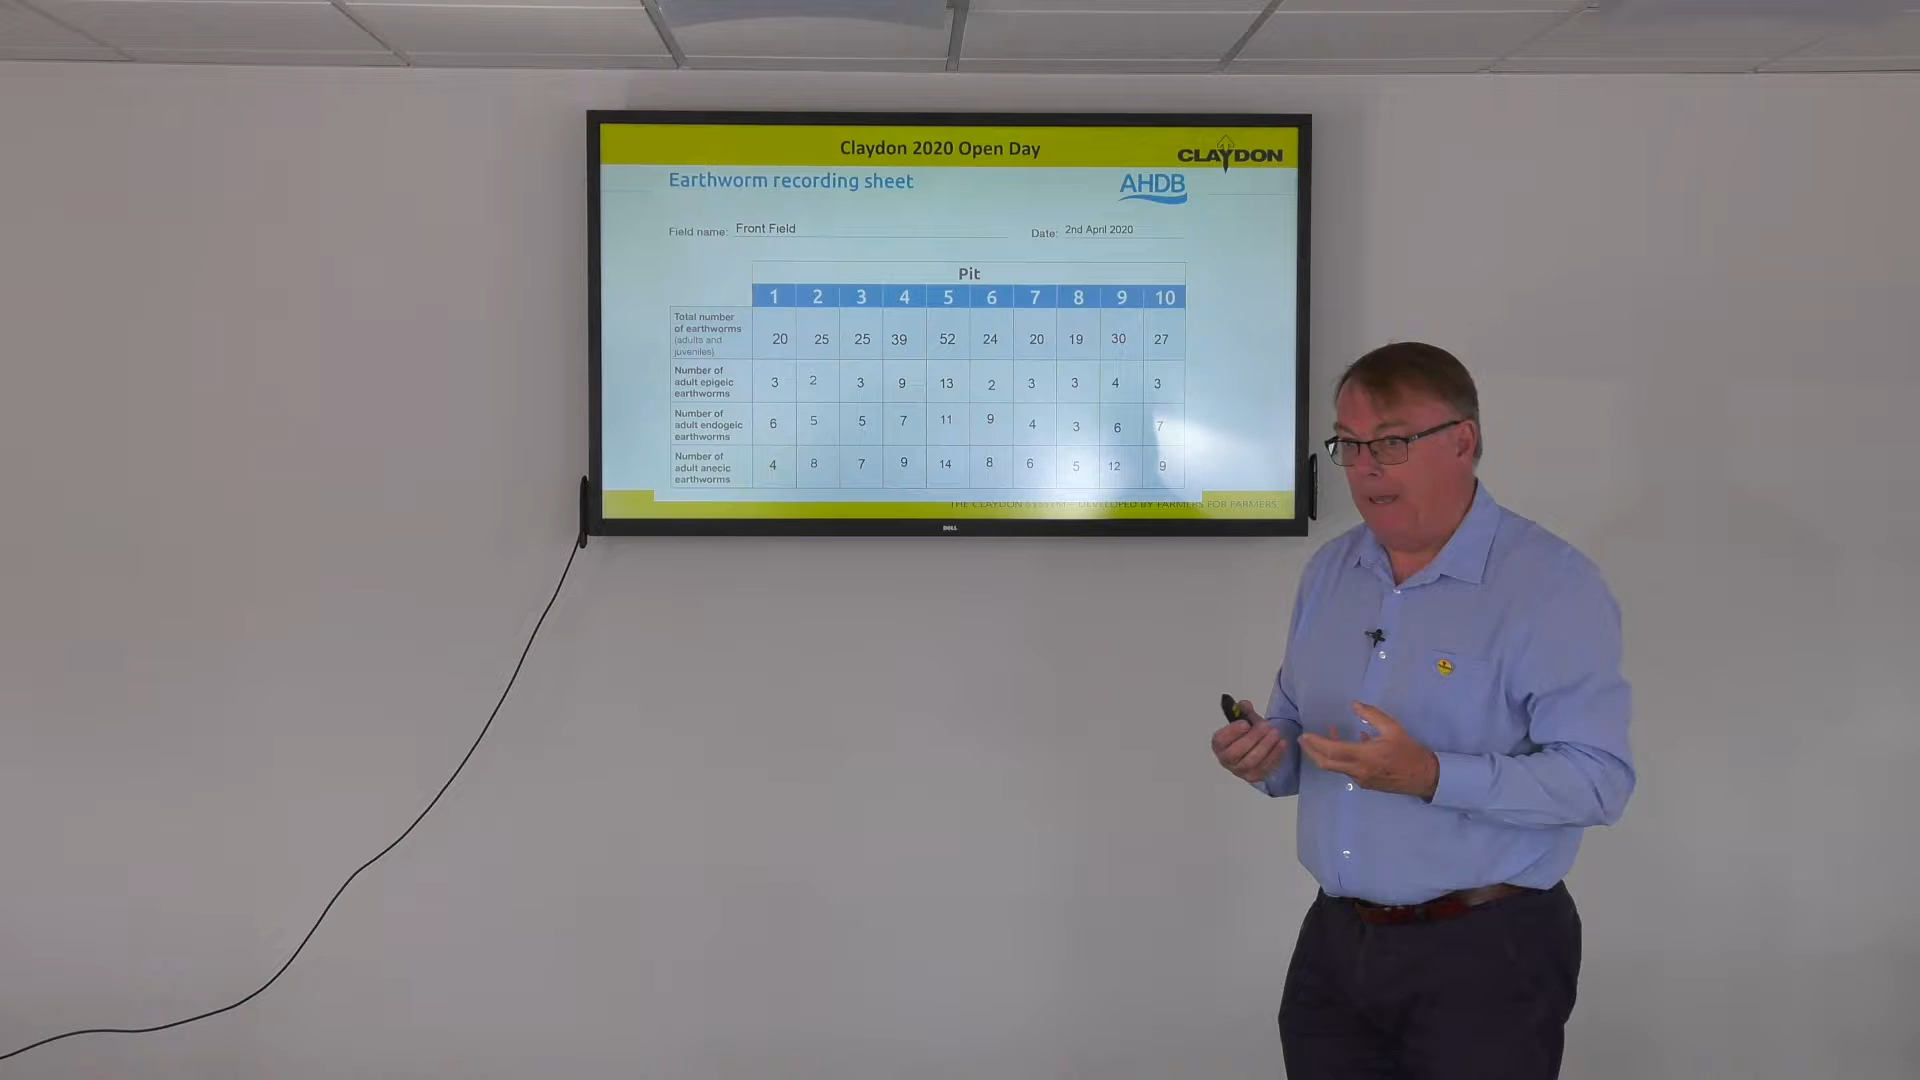 Claydon 2020 Open Day
CLAYDON
Earthworm recording sheet
AHDB
Field name: Front Field
Date: 2nd April 2020
Pit
1 2 3 4 5 6 7 8 9 10
Total number
of earthworms
(adults and
juveniles)
20 25 25 39 52 24 20 19 30 27
Number of
adult epigeic
earthworms
3 2 3 9 13 2 3 3 4 3
Number of
adult endogeic
earthworms
6 5 5 7 11 9 4 3 6 7
Number of
adult anecic
earthworms
4 8 7 9 14 8 6 5 12 9
THE CLAYDON SYSTEM – DEVELOPED BY FARMERS FOR FARMERS
DELL